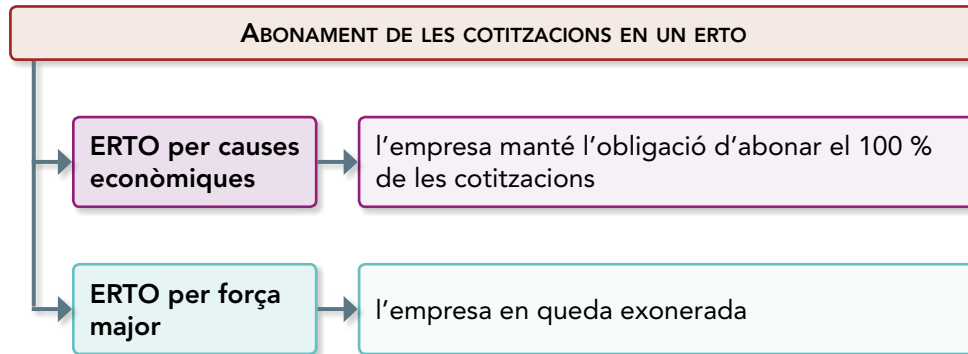 ABONAMENT DE LES COTITZACIONS EN UN ERTO
ERTO per causes
econòmiques
l'empresa manté l'obligació d'abonar el 100 %
de les cotitzacions
ERTO per força
major
l'empresa en queda exonerada